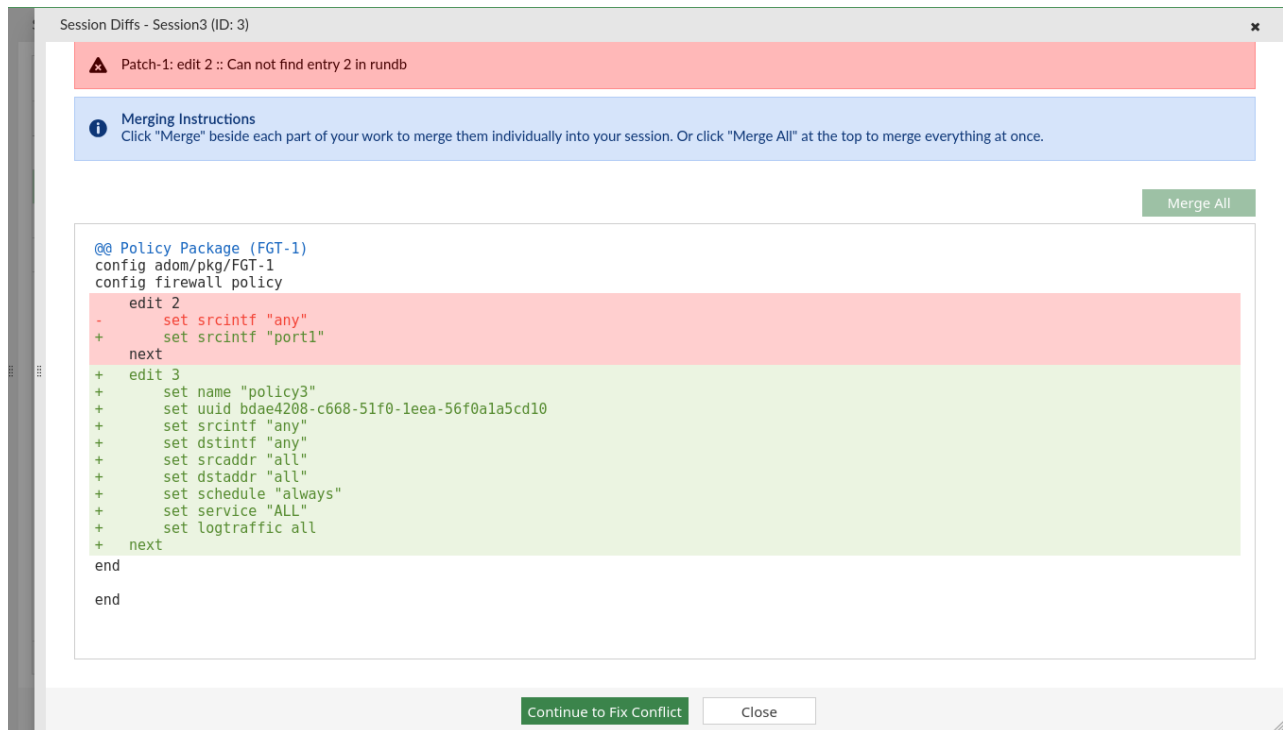 Session Diffs - Session3 (ID: 3)
Patch-1: edit 2 :: Can not find entry 2 in rundb
Merging Instructions
Click "Merge" beside each part of your work to merge them individually into your session. Or click "Merge All" at the top to merge everything at once.
Merge All
@@ Policy Package (FGT-1)
config adom/pkg/FGT-1
config firewall policy
    edit 2
-       set srcintf "any"
+       set srcintf "port1"
    next
+   edit 3
+       set name "policy3"
+       set uuid bdae4208-c668-51f0-1eea-56f0a1a5cd10
+       set srcintf "any"
+       set dstintf "any"
+       set srcaddr "all"
+       set dstaddr "all"
+       set schedule "always"
+       set service "ALL"
+       set logtraffic all
+   next
end
end
Continue to Fix Conflict
Close